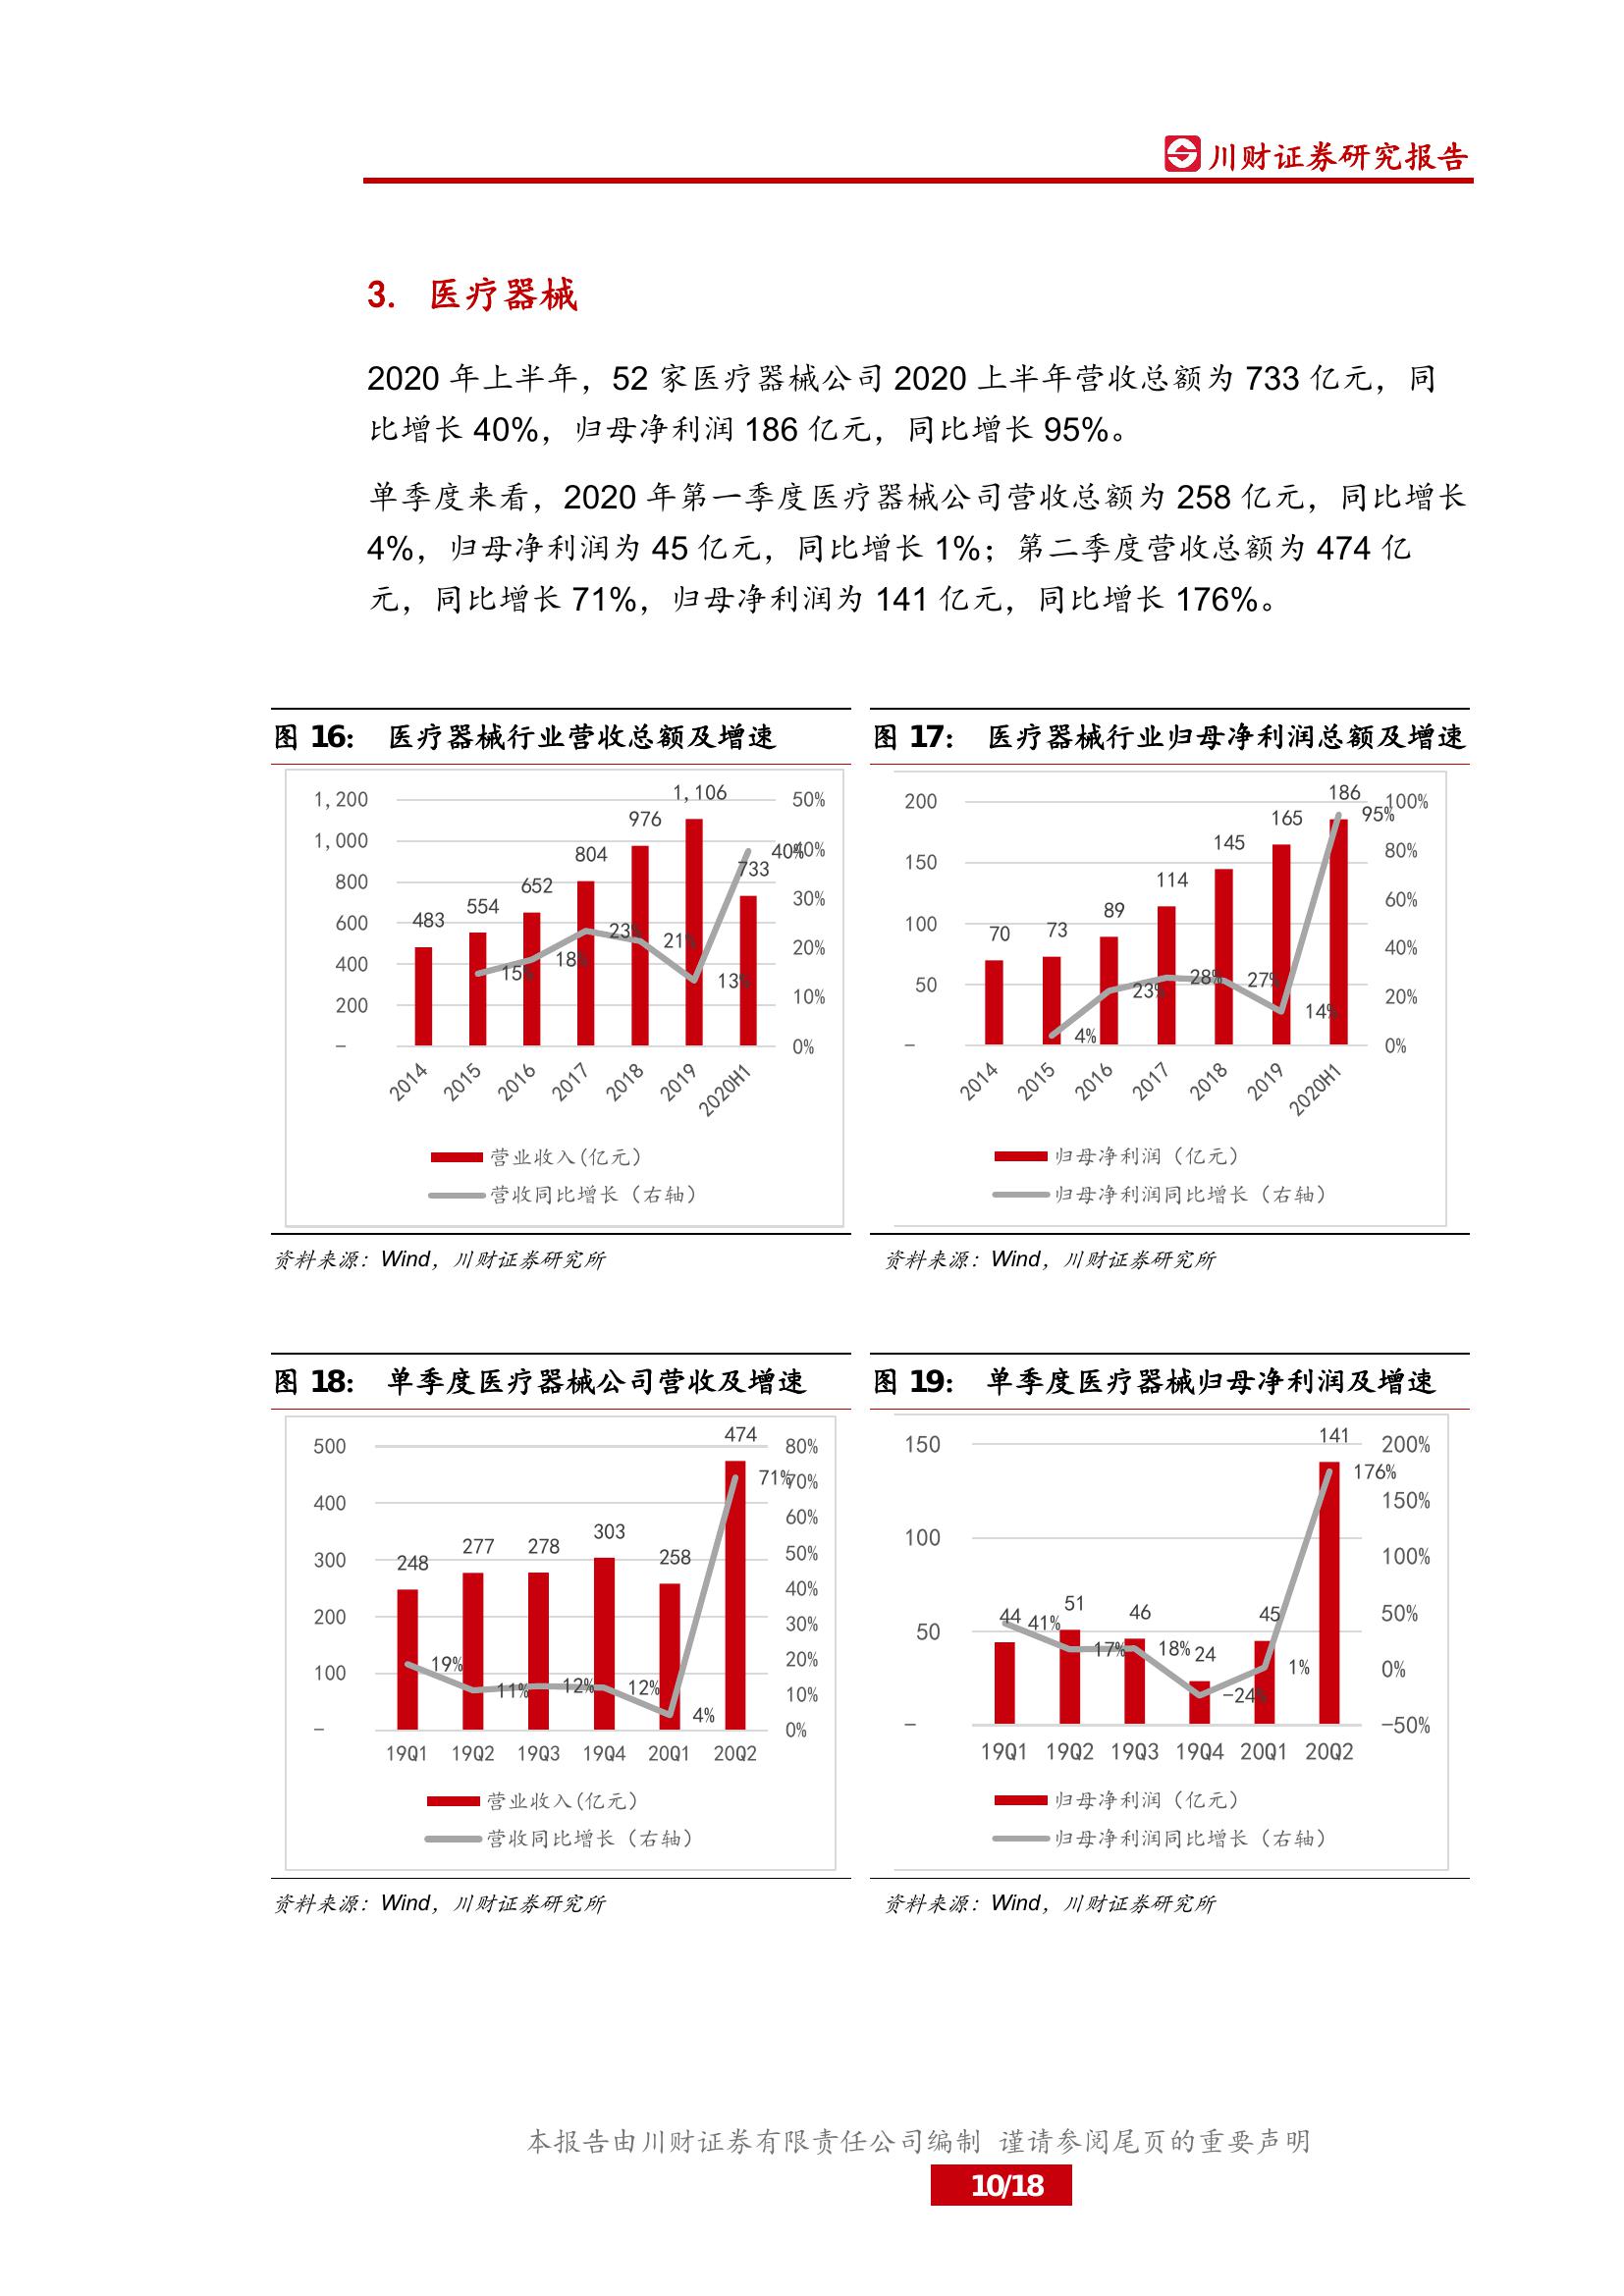 川财证券研究报告
3. 医疗器械
2020 年上半年，52 家医疗器械公司 2020 上半年营收总额为 733 亿元，同
比增长 40%，归母净利润 186 亿元，同比增长 95%。
单季度来看，2020 年第一季度医疗器械公司营收总额为 258 亿元，同比增长
4%，归母净利润为 45 亿元，同比增长 1%；第二季度营收总额为 474 亿
元，同比增长 71%，归母净利润为 141 亿元，同比增长 176%。
图 16： 医疗器械行业营收总额及增速
1,200
1,000
800
600
400
200
-
483
554
652
804
976
1,106
733
15%
18%
23%
21%
13%
40%
50%
40%
30%
20%
10%
0%
2014
2015
2016
2017
2018
2019
2020H1
营业收入(亿元)
营收同比增长（右轴）
资料来源：Wind，川财证券研究所
图 17： 医疗器械行业归母净利润总额及增速
200
150
100
50
-
70
73
89
114
145
165
186
4%
23%
28%
27%
14%
95%
100%
80%
60%
40%
20%
0%
2014
2015
2016
2017
2018
2019
2020H1
归母净利润（亿元）
归母净利润同比增长（右轴）
资料来源：Wind，川财证券研究所
图 18： 单季度医疗器械公司营收及增速
500
400
300
200
100
-
248
277
278
303
258
474
19%
11%
12%
12%
4%
71%
80%
70%
60%
50%
40%
30%
20%
10%
0%
19Q1
19Q2
19Q3
19Q4
20Q1
20Q2
营业收入(亿元)
营收同比增长（右轴）
资料来源：Wind，川财证券研究所
图 19： 单季度医疗器械归母净利润及增速
150
100
50
-
44
51
46
24
45
141
41%
17%
18%
-24%
1%
176%
200%
150%
100%
50%
0%
-50%
19Q1
19Q2
19Q3
19Q4
20Q1
20Q2
归母净利润（亿元）
归母净利润同比增长（右轴）
资料来源：Wind，川财证券研究所
本报告由川财证券有限责任公司编制 谨请参阅尾页的重要声明
10/18